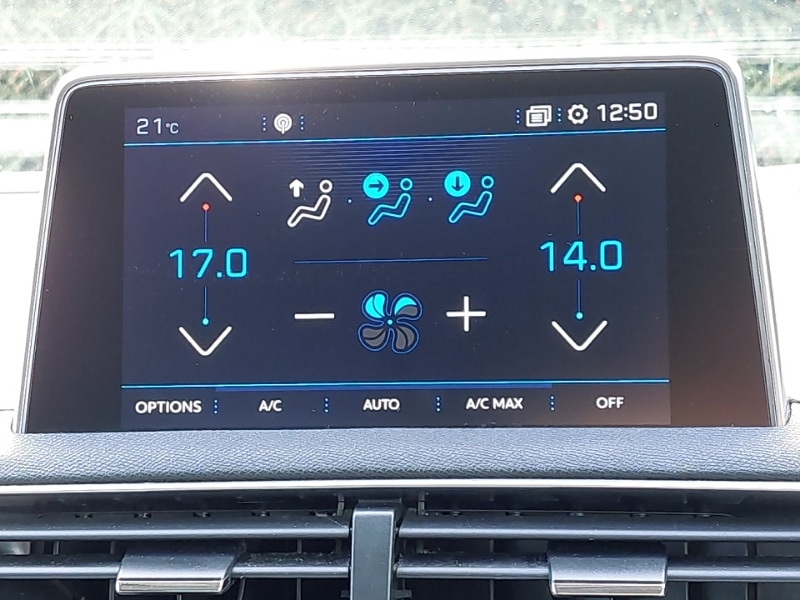 21°C 12:50
17.0 14.0
OPTIONS A/C AUTO A/C MAX OFF